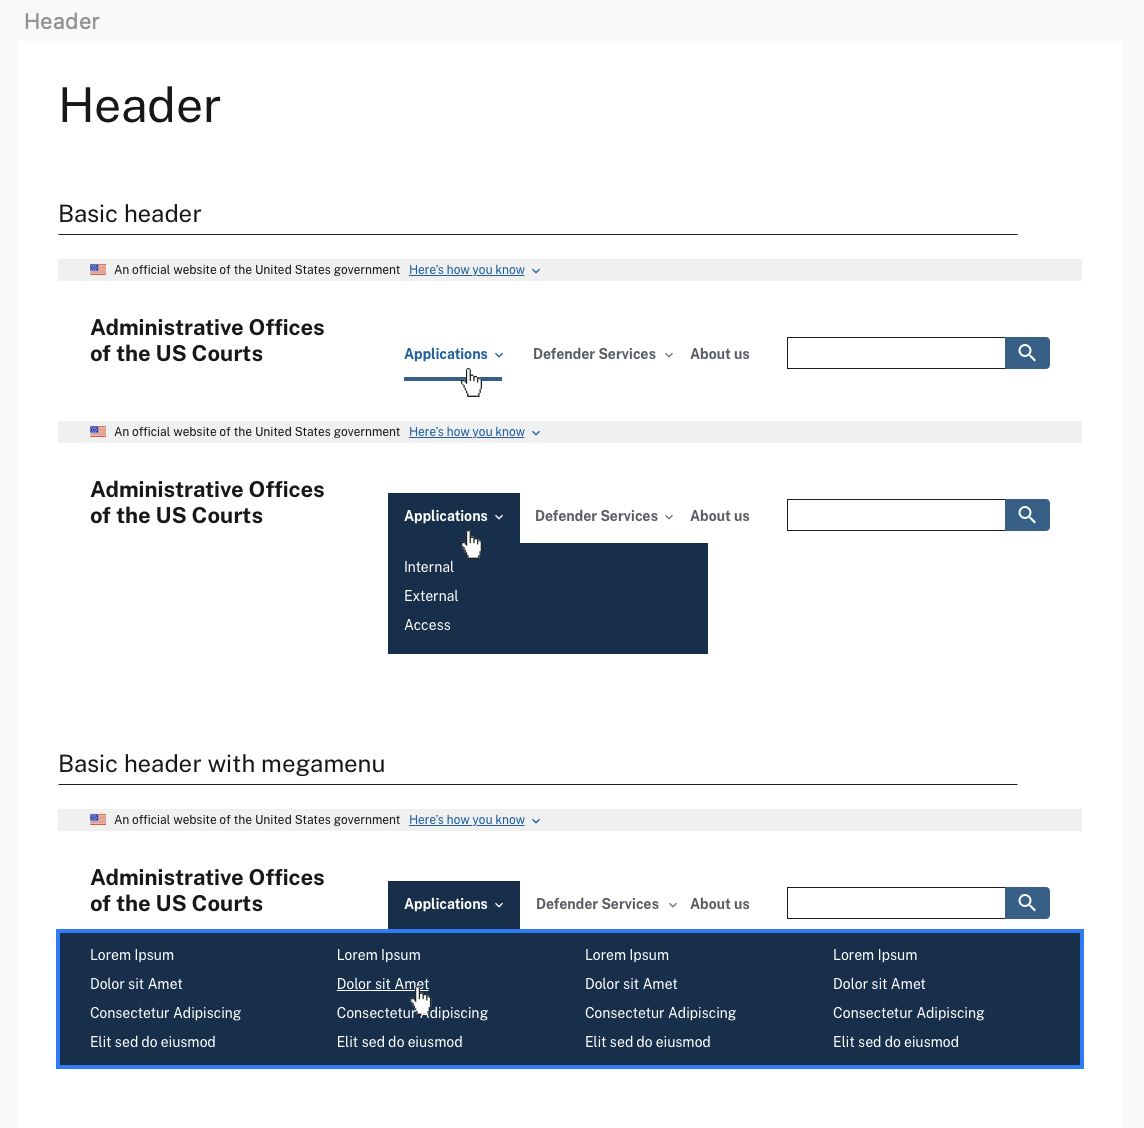 Header
Header
Basic header
An official website of the United States government Here's how you know
Administrative Offices
of the US Courts
Applications Defender Services About us
An official website of the United States government Here's how you know
Administrative Offices
of the US Courts
Applications Defender Services About us
Internal
External
Access
Basic header with megamenu
An official website of the United States government Here's how you know
Administrative Offices
of the US Courts
Applications Defender Services About us
Lorem Ipsum Lorem Ipsum Lorem Ipsum Lorem Ipsum
Dolor sit Amet Dolor sit Amet Dolor sit Amet Dolor sit Amet
Consectetur Adipiscing Consectetur Adipiscing Consectetur Adipiscing Consectetur Adipiscing
Elit sed do eiusmod Elit sed do eiusmod Elit sed do eiusmod Elit sed do eiusmod